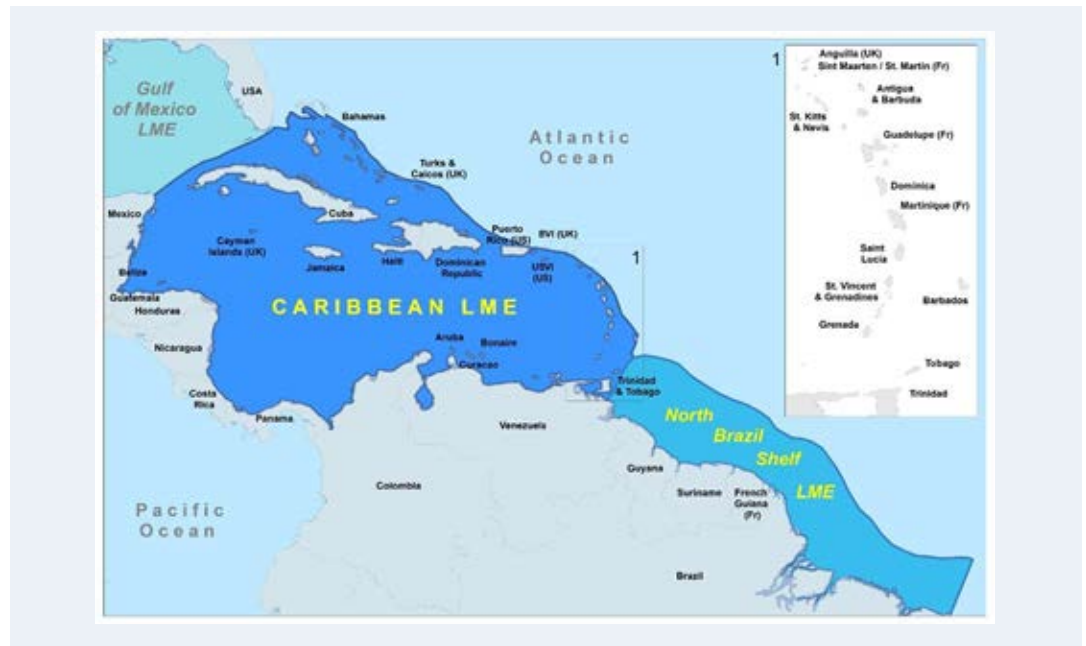 Gulf
of Mexico
LME
USA
Bahamas
Atlantic
Ocean
Turks &
Caicos (UK)
Mexico
Cuba
Cayman
Islands (UK)
Jamaica
Haiti
Dominican
Republic
Puerto
Rico (US)
BVI (UK)
USVI
(US)
1
Belize
Guatemala
Honduras
CARIBBEAN LME
Nicaragua
Aruba
Bonaire
Curacao
Costa
Rica
Panama
Trinidad
& Tobago
Venezuela
Colombia
North
Brazil
Shelf
LME
Guyana
Suriname
French
Guiana
(Fr)
Pacific
Ocean
Brazil
1
Anguilla (UK)
Sint Maarten / St. Martin (Fr)
Antigua
& Barbuda
St. Kitts
& Nevis
Guadelupe (Fr)
Dominica
Martinique (Fr)
Saint
Lucia
St. Vincent
& Grenadines
Barbados
Grenada
Tobago
Trinidad